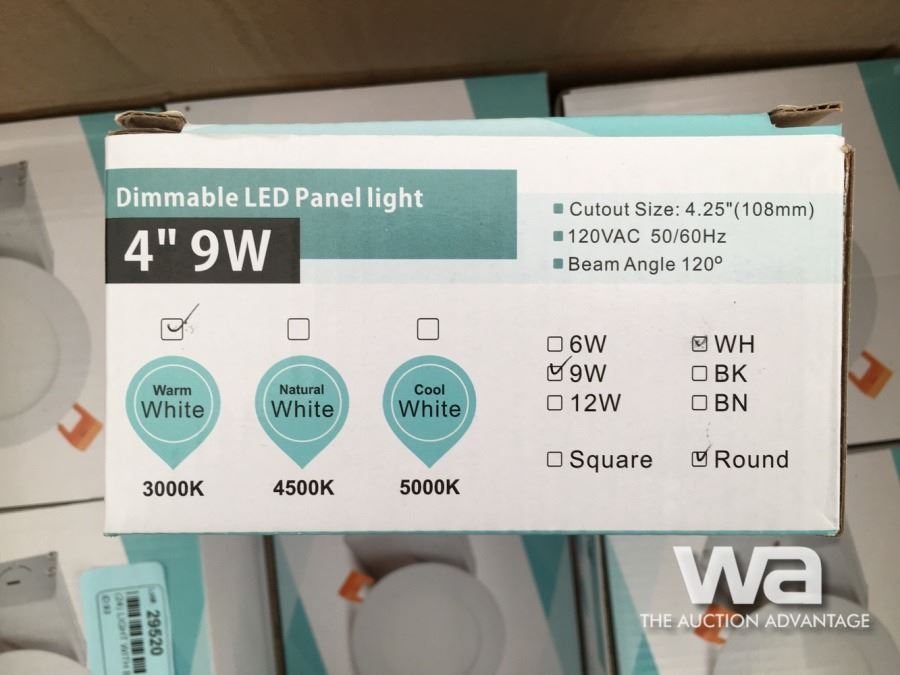 Dimmable LED Panel light
4" 9W
Cutout Size: 4.25"(108mm)
120VAC 50/60Hz
Beam Angle 120°
Warm
White
3000K
Natural
White
4500K
Cool
White
5000K
6W
9W
12W
WH
BK
BN
Square
Round
29520
wa
THE AUCTION ADVANTAGE